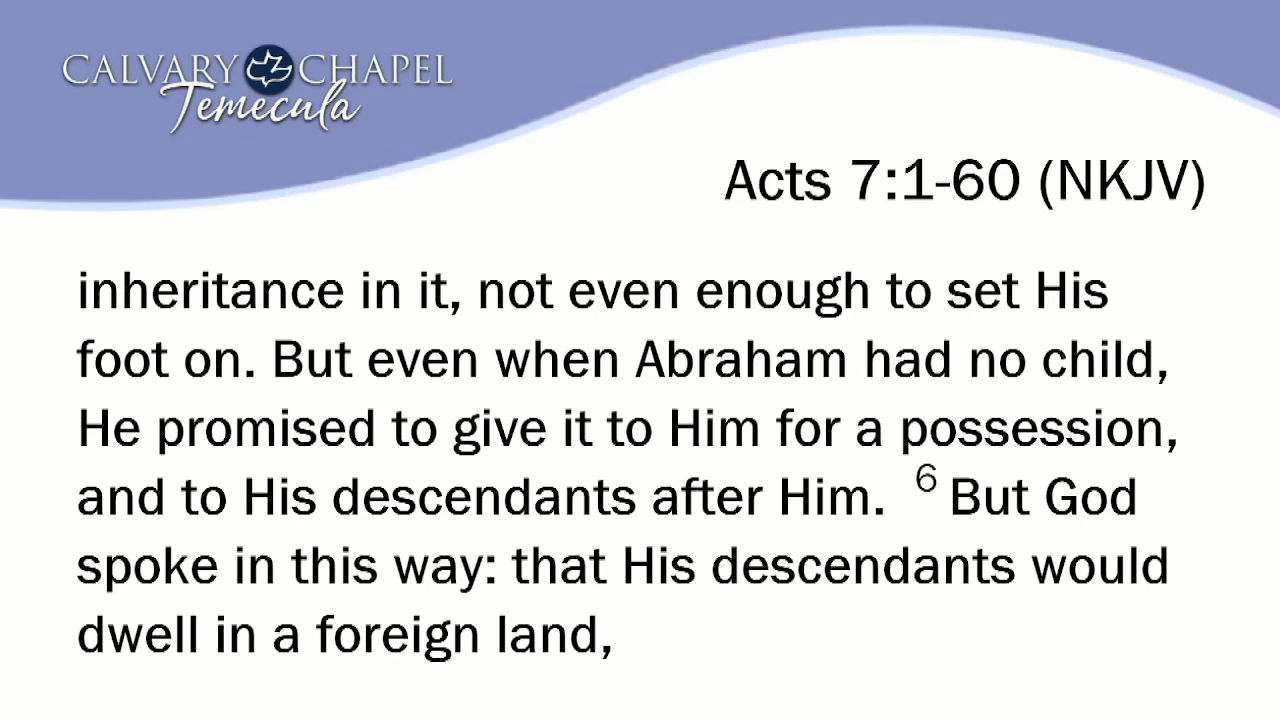 CALVARY CHAPEL
Temecula
Acts 7:1-60 (NKJV)
inheritance in it, not even enough to set His
foot on. But even when Abraham had no child,
He promised to give it to Him for a possession,
and to His descendants after Him. 6 But God
spoke in this way: that His descendants would
dwell in a foreign land,